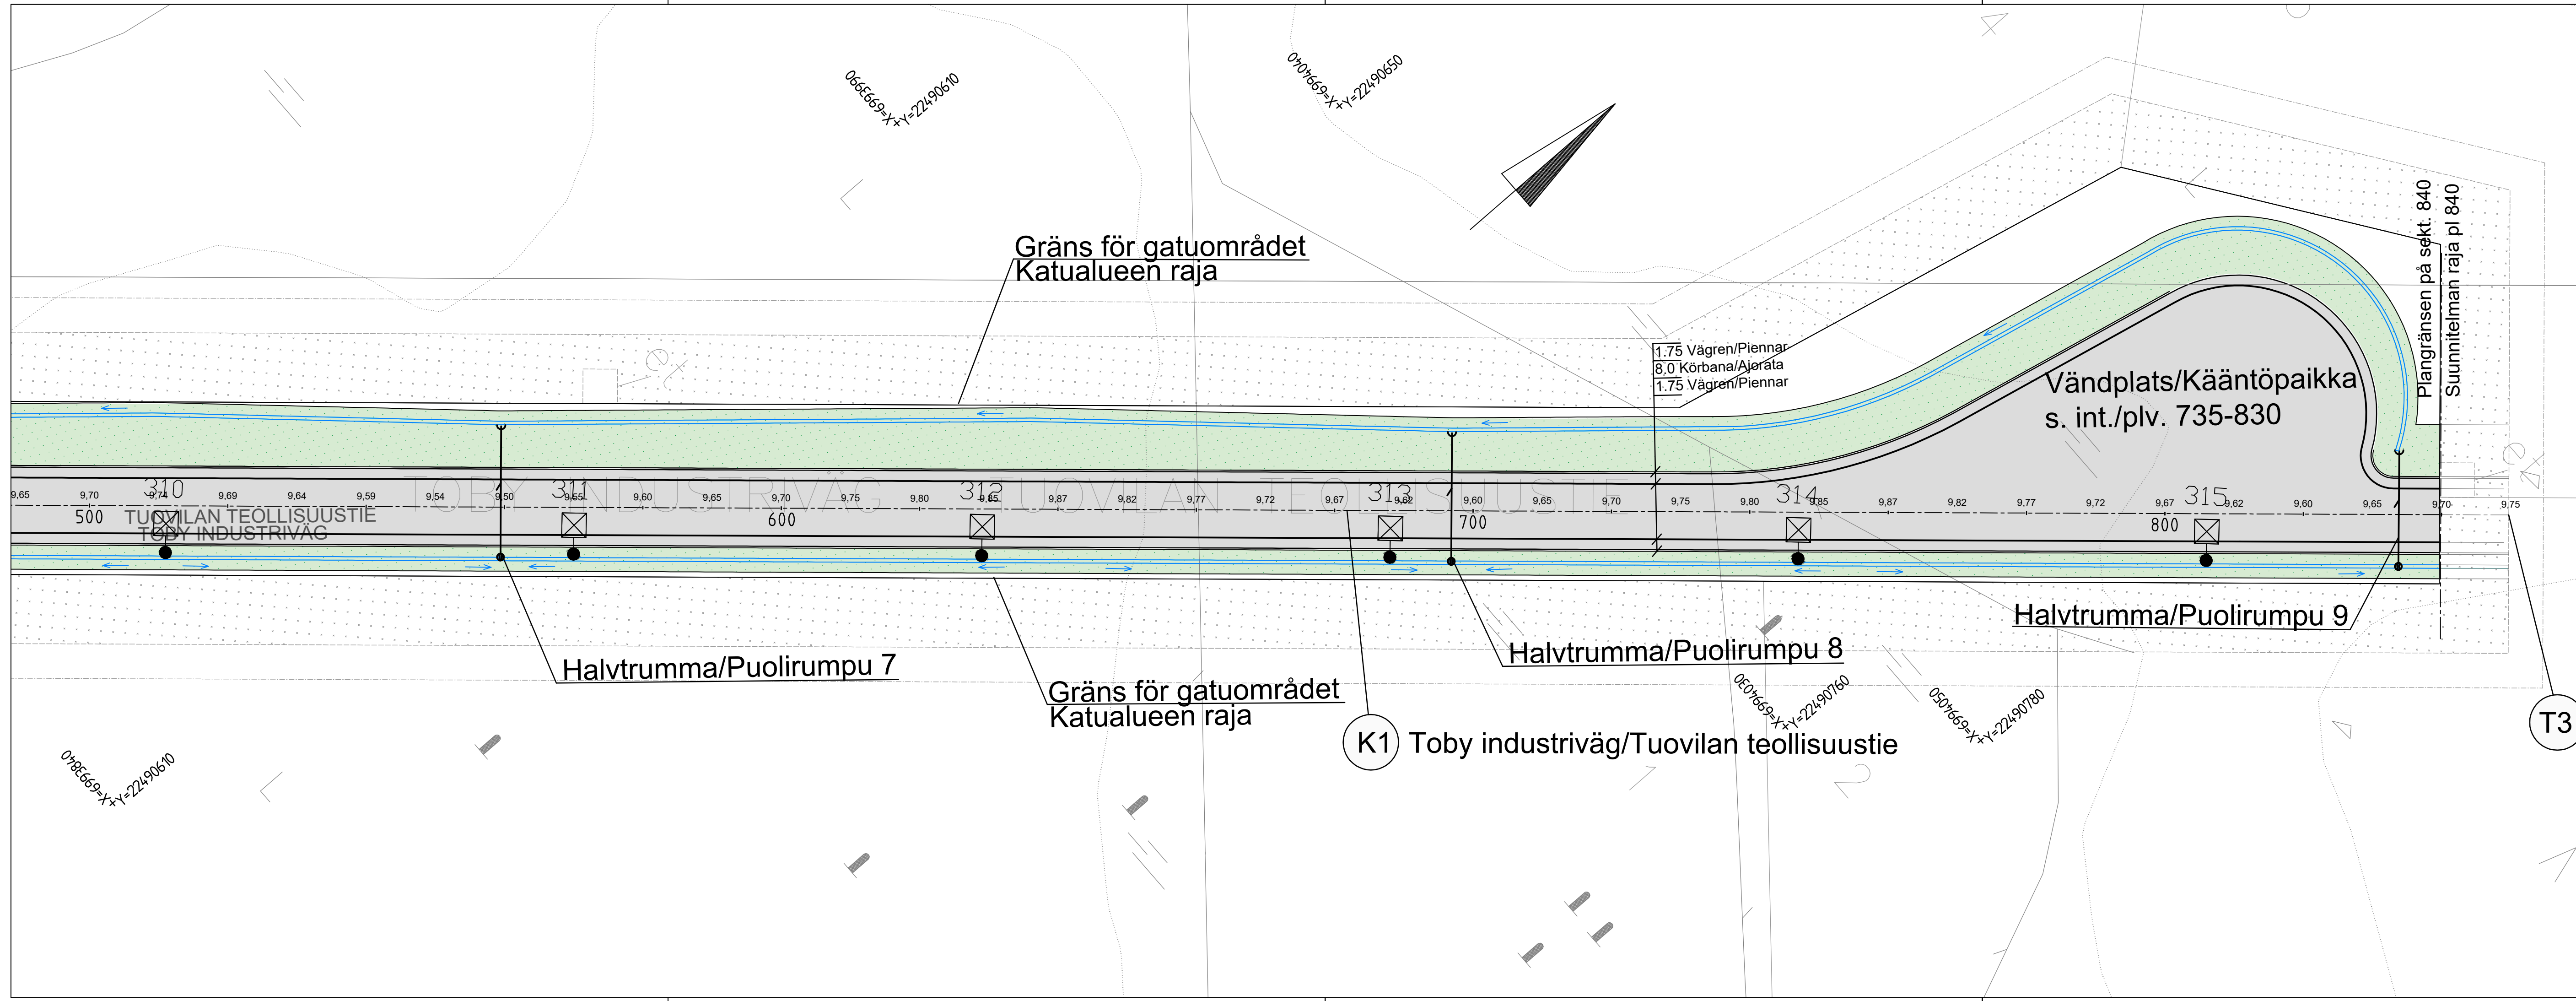 X=6993990
+Y=22490610
X=6994040
+Y=22490650
Gräns för gatuområdet
Katualueen raja
Plangränsen på sekt. 840
Suunnitelman raja pl 840
1.75 Vägren/Piennar
8,0 Körbana/Ajorata
1.75 Vägren/Piennar
Vändplats/Kääntöpaikka
s. int./plv. 735-830
310 311 312 313 314 315
TOBY INDUSTRIVÄG TUOVILAN TEOLLISUUSTIE
9,65 9,70 9,74 9,69 9,64 9,59 9,54 9,50 9,55 9,60 9,65 9,70 9,75 9,80 9,85 9,87 9,82 9,77 9,72 9,67 9,62 9,60 9,65 9,70 9,75 9,80 9,85 9,87 9,82 9,77 9,72 9,67 9,62 9,60 9,65 9,70 9,75
500 600 700 800
TUOVILAN TEOLLISUUSTIE
TOBY INDUSTRIVÄG
Halvtrumma/Puolirumpu 7
Halvtrumma/Puolirumpu 8
Halvtrumma/Puolirumpu 9
Gräns för gatuområdet
Katualueen raja
K1 Toby industriväg/Tuovilan teollisuustie
T3
X=6994030
+Y=22490760
X=6994050
+Y=22490780
X=6993840
+Y=22490610